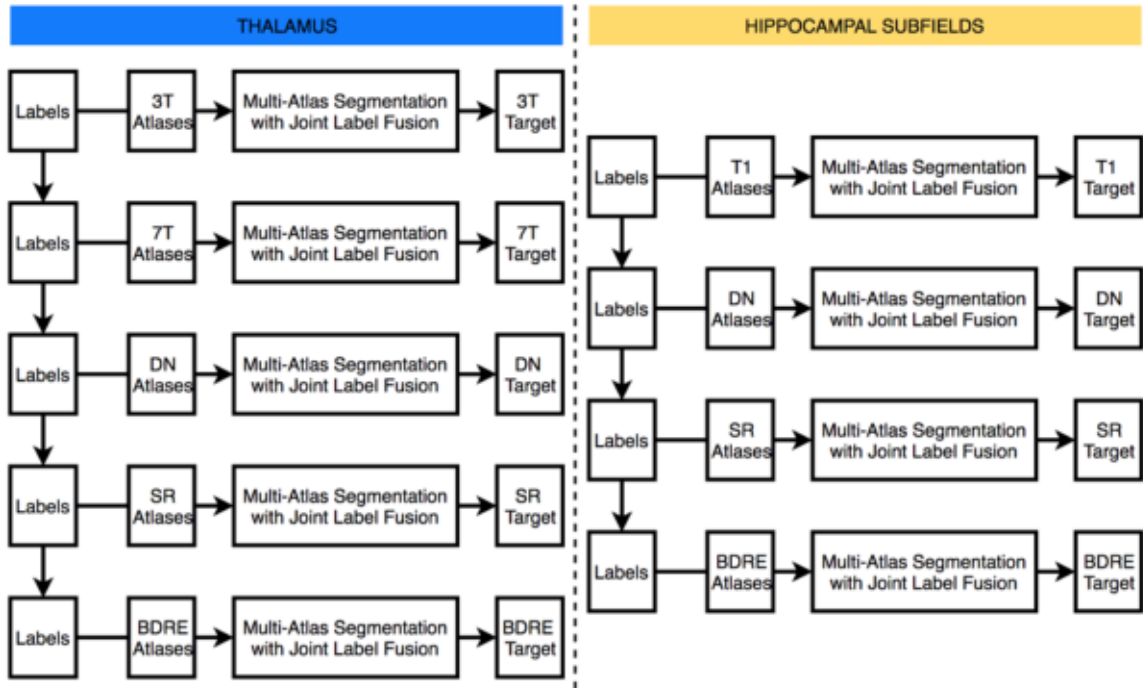 THALAMUS
Labels
3T
Atlases
Multi-Atlas Segmentation
with Joint Label Fusion
3T
Target
Labels
7T
Atlases
Multi-Atlas Segmentation
with Joint Label Fusion
7T
Target
Labels
DN
Atlases
Multi-Atlas Segmentation
with Joint Label Fusion
DN
Target
Labels
SR
Atlases
Multi-Atlas Segmentation
with Joint Label Fusion
SR
Target
Labels
BDRE
Atlases
Multi-Atlas Segmentation
with Joint Label Fusion
BDRE
Target
HIPPOCAMPAL SUBFIELDS
Labels
T1
Atlases
Multi-Atlas Segmentation
with Joint Label Fusion
T1
Target
Labels
DN
Atlases
Multi-Atlas Segmentation
with Joint Label Fusion
DN
Target
Labels
SR
Atlases
Multi-Atlas Segmentation
with Joint Label Fusion
SR
Target
Labels
BDRE
Atlases
Multi-Atlas Segmentation
with Joint Label Fusion
BDRE
Target